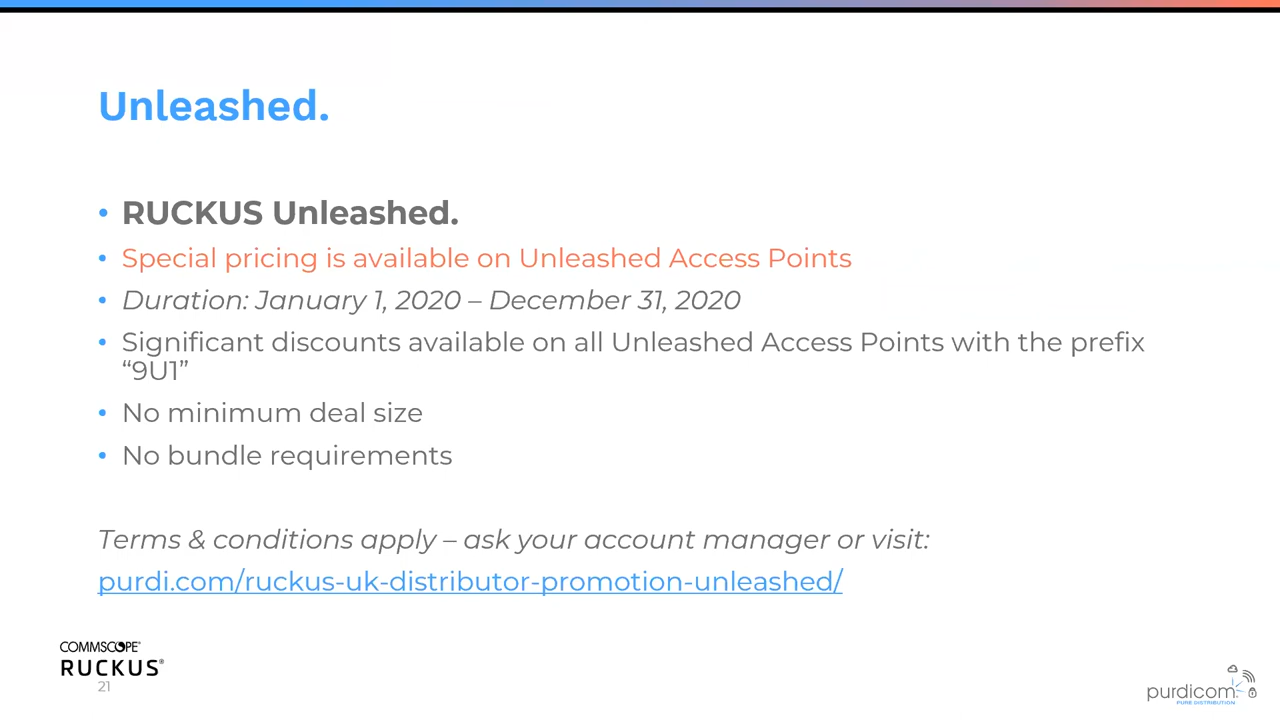 Unleashed.
• RUCKUS Unleashed.
• Special pricing is available on Unleashed Access Points
• Duration: January 1, 2020 – December 31, 2020
• Significant discounts available on all Unleashed Access Points with the prefix
“9U1”
• No minimum deal size
• No bundle requirements
Terms & conditions apply – ask your account manager or visit:
purdi.com/ruckus-uk-distributor-promotion-unleashed/
COMMSCOPE®
RUCKUS®
21
purdicom
PURE DISTRIBUTION